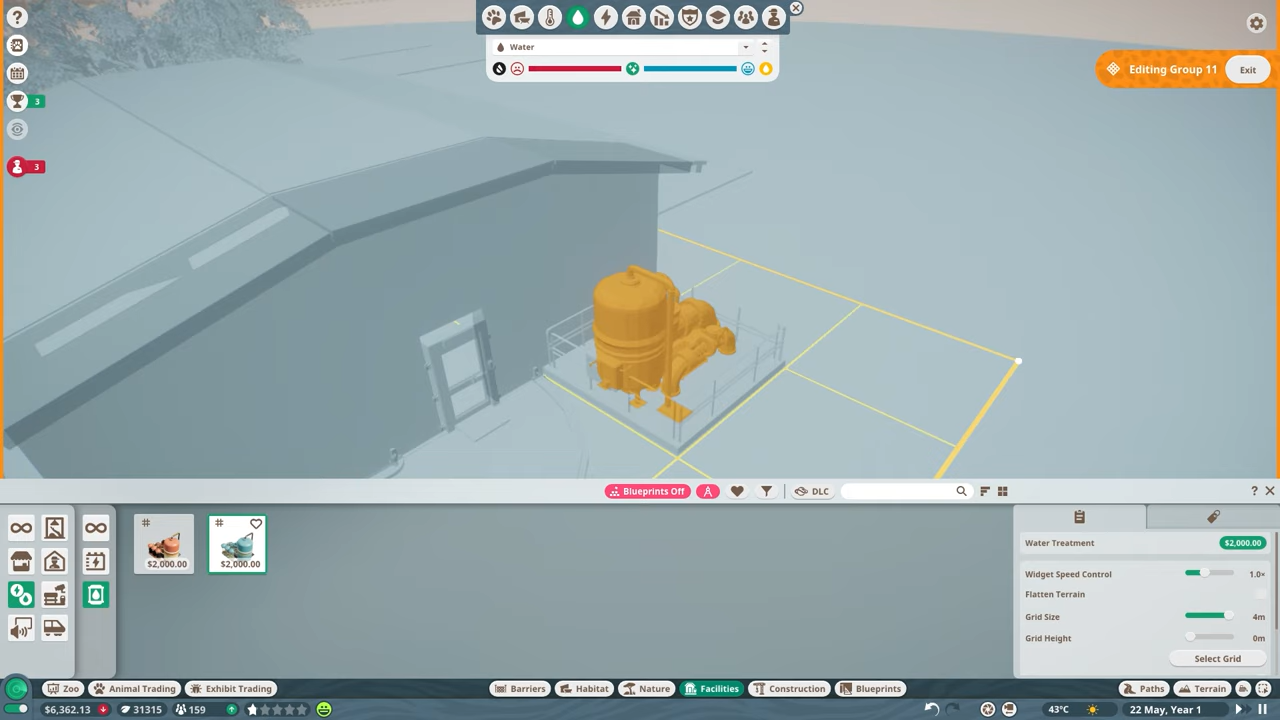 ?
Water
Editing Group 11
Exit
3
3
Blueprints Off
DLC
?
$2,000.00
$2,000.00
Water Treatment
$2,000.00
Widget Speed Control
1.0×
Flatten Terrain
Grid Size
4m
Grid Height
0m
Select Grid
Zoo
Animal Trading
Exhibit Trading
Barriers
Habitat
Nature
Facilities
Construction
Blueprints
Paths
Terrain
$6,362.13
31315
159
43°C
22 May, Year 1